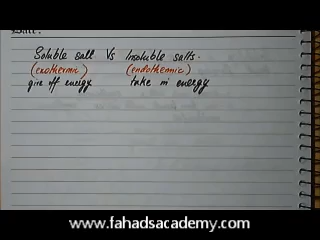 Salt.
Soluble salt Vs Insoluble salts.
(exothermic) (endothermic)
give off energy take in energy
www.fahadsacademy.com